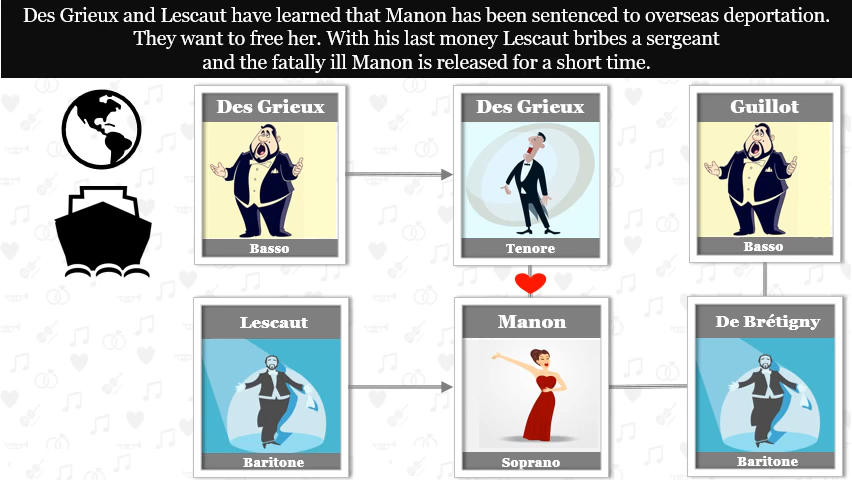 Des Grieux and Lescaut have learned that Manon has been sentenced to overseas deportation.
They want to free her. With his last money Lescaut bribes a sergeant
and the fatally ill Manon is released for a short time.
Des Grieux
Basso
Des Grieux
Tenore
Guillot
Basso
Lescaut
Baritone
Manon
Soprano
De Brétigny
Baritone